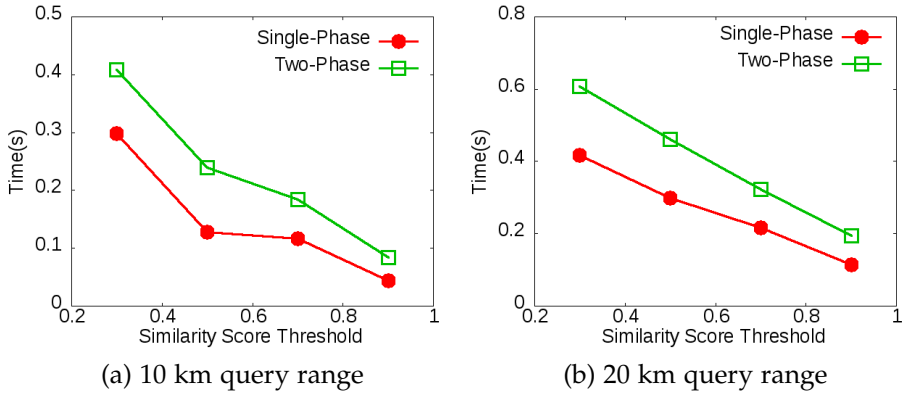 0.5
0.4
0.3
0.2
0.1
0
Time(s)
Single-Phase
Two-Phase
0.2 0.4 0.6 0.8 1
Similarity Score Threshold
(a) 10 km query range
0.8
0.6
0.4
0.2
0
Time(s)
Single-Phase
Two-Phase
0.2 0.4 0.6 0.8 1
Similarity Score Threshold
(b) 20 km query range